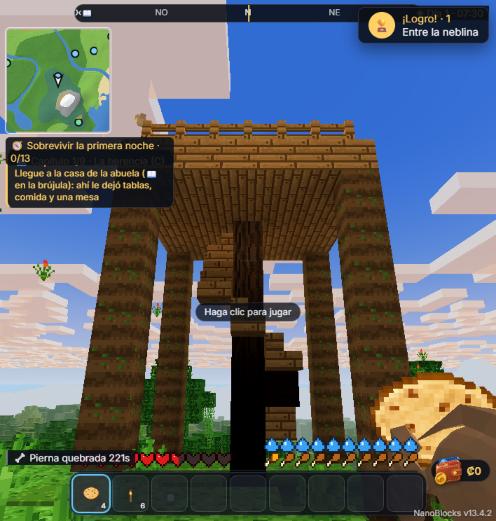 NO
N
NE
¡Logro! · 1
Entre la neblina
Sobrevivir la primera noche ·
0/13
Llegue a la casa de la abuela (
en la brújula): ahí le dejó tablas,
comida y una mesa
Haga clic para jugar
Pierna quebrada 221s
4
6
₡0
NanoBlocks v13.4.2